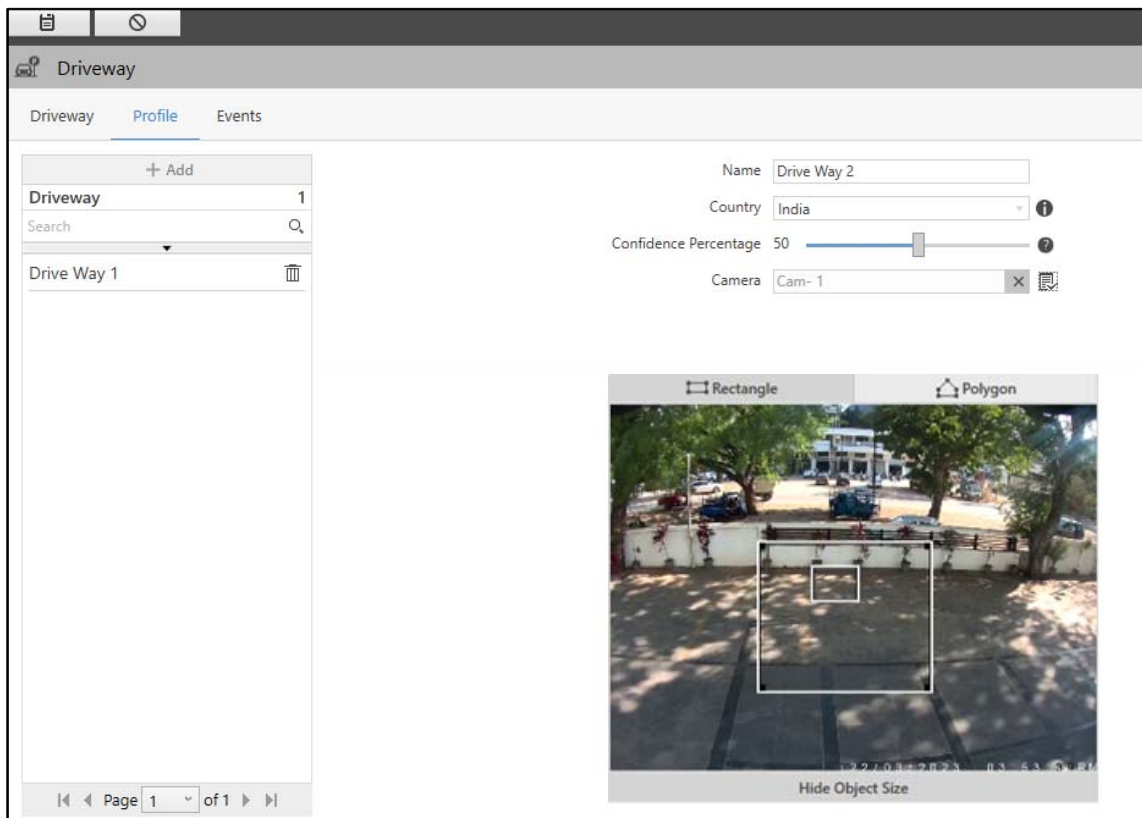 Driveway
Driveway Profile Events
+ Add
Driveway 1
Search
Drive Way 1
Page 1 of 1
Name Drive Way 2
Country India
Confidence Percentage 50
Camera Cam- 1
Rectangle Polygon
Hide Object Size